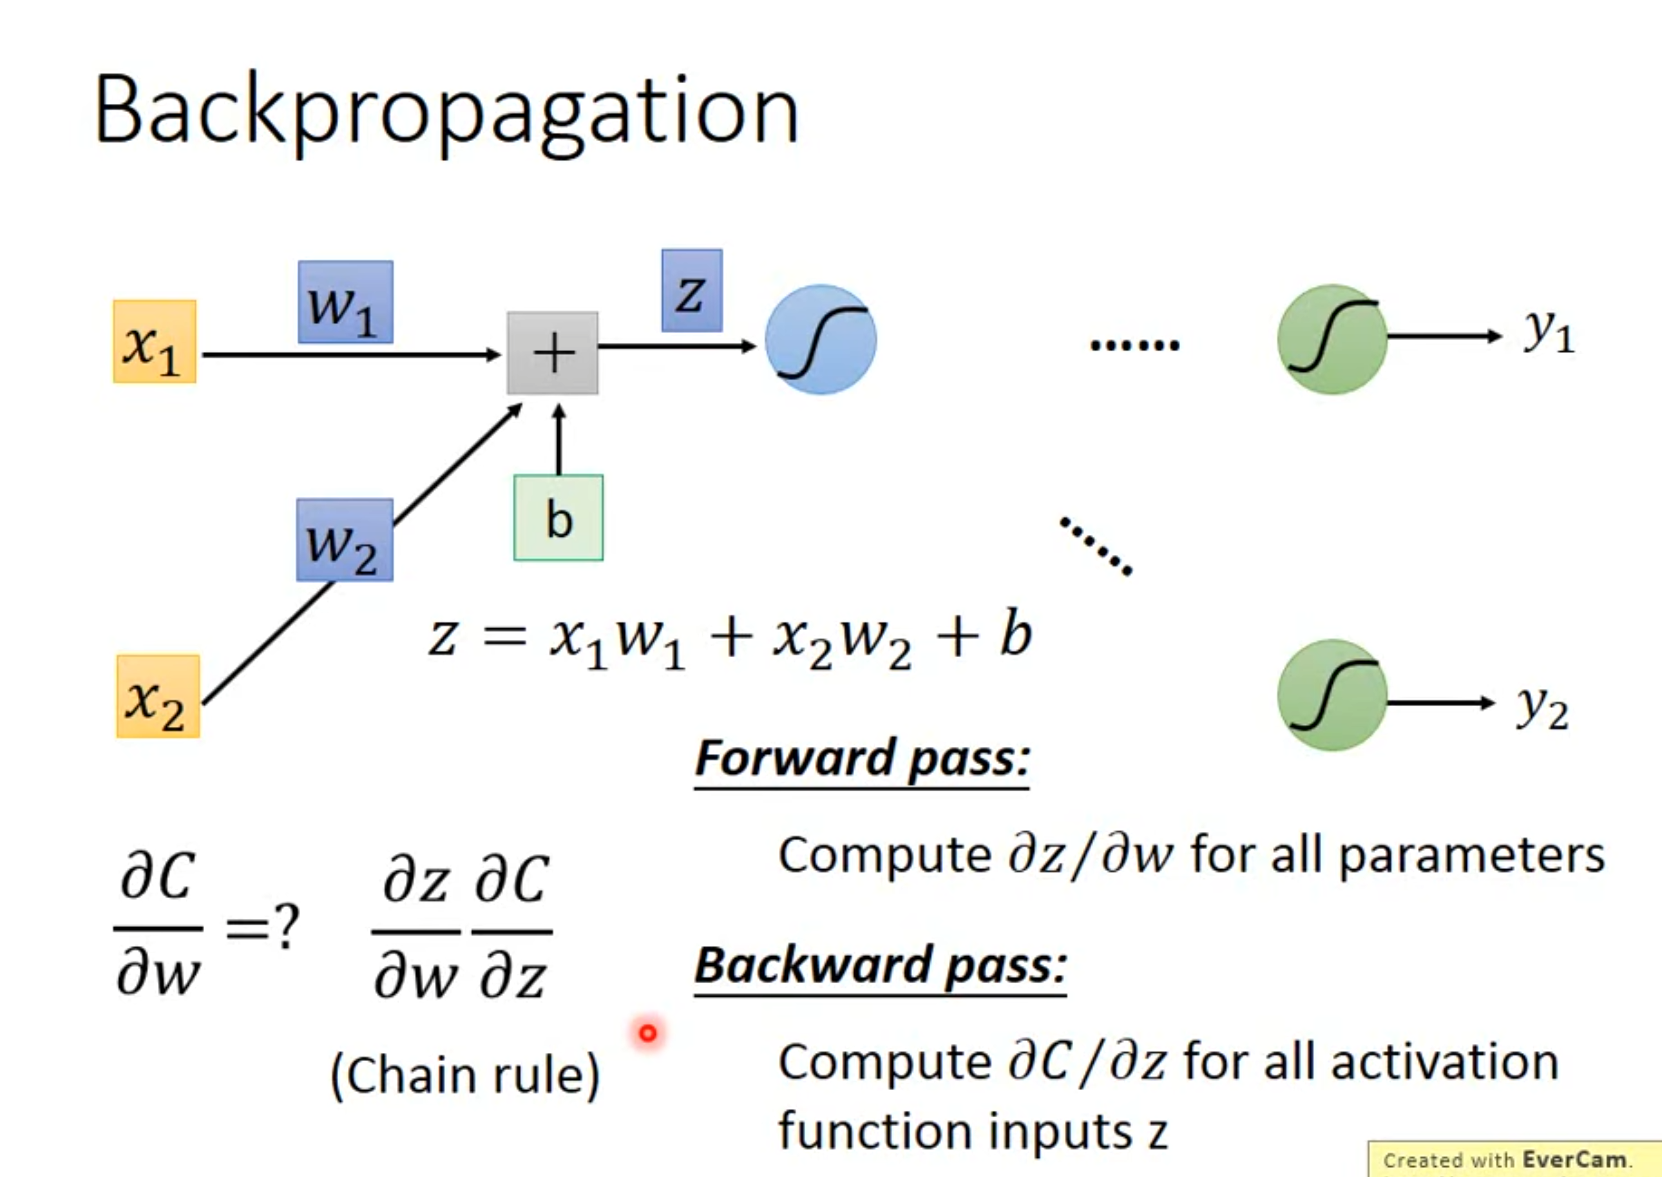 Backpropagation
x₁
w₁
+
z
……
y₁
w₂
b
……
z = x₁w₁ + x₂w₂ + b
x₂
y₂
Forward pass:
Compute ∂z/∂w for all parameters
∂C/∂w =? ∂z/∂w ∂C/∂z
(Chain rule)
Backward pass:
Compute ∂C/∂z for all activation
function inputs z
Created with EverCam.